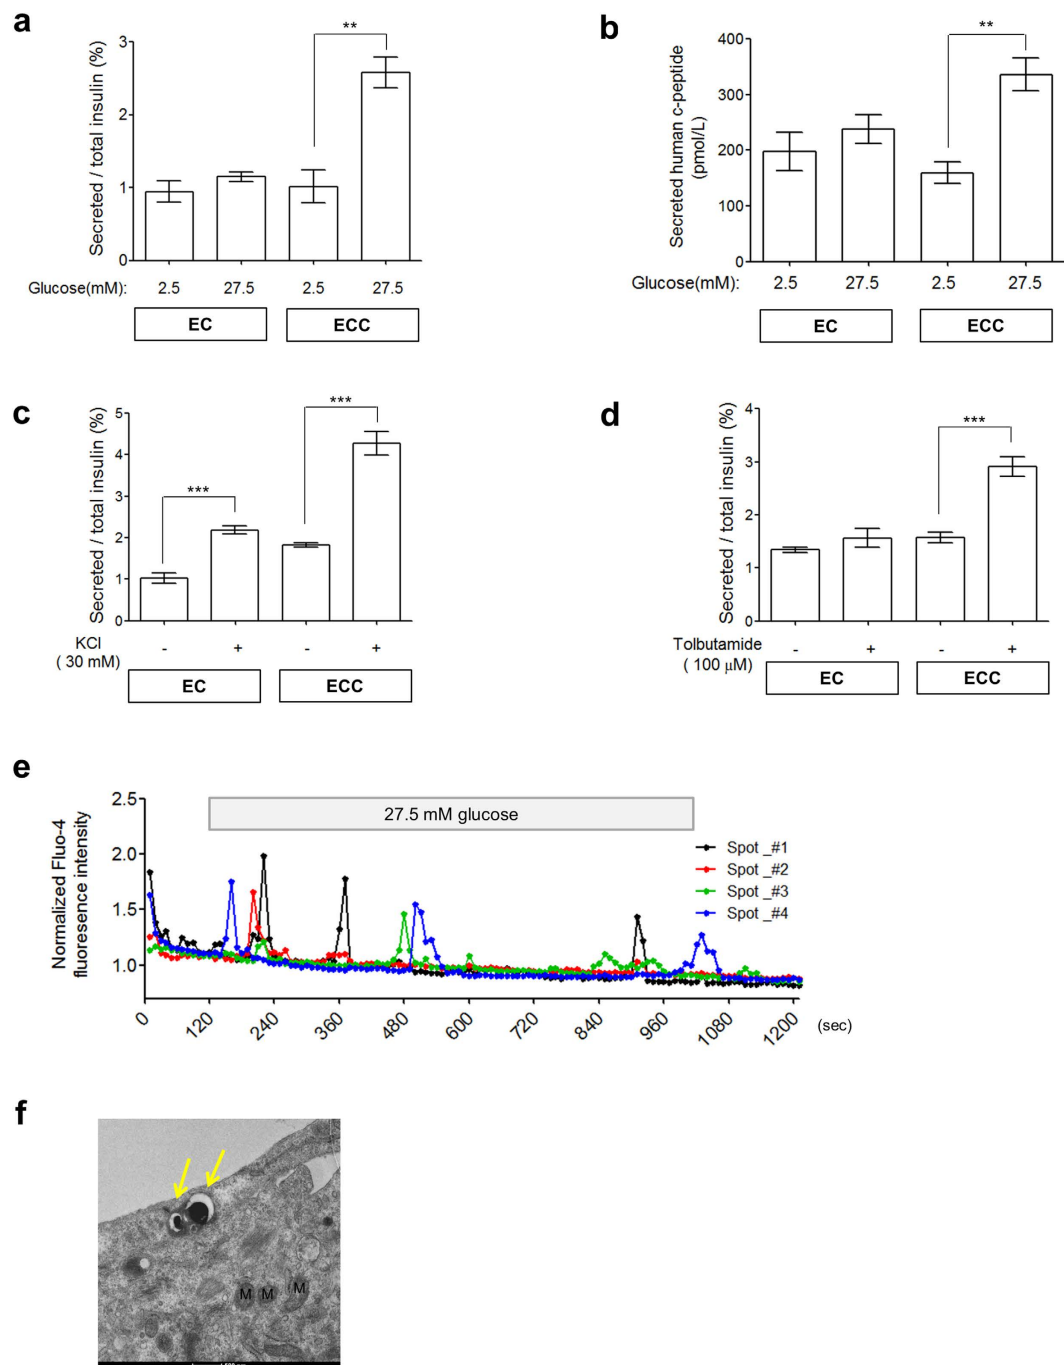 a
Secreted / total insulin (%)
3
2
1
0
**
Glucose(mM): 2.5 27.5 2.5 27.5
EC ECC
b
Secreted human c-peptide
(pmol/L)
400
300
200
100
0
**
Glucose(mM): 2.5 27.5 2.5 27.5
EC ECC
c
Secreted / total insulin (%)
5
4
3
2
1
0
***
***
KCl - + - +
( 30 mM)
EC ECC
d
Secreted / total insulin (%)
4
3
2
1
0
***
Tolbutamide - + - +
( 100 μM)
EC ECC
e
Normalized Fluo-4
fluorescence intensity
2.5
2.0
1.5
1.0
27.5 mM glucose
Spot _#1
Spot _#2
Spot _#3
Spot _#4
0 120 240 360 480 600 720 840 960 1080 1200 (sec)
f
M M M